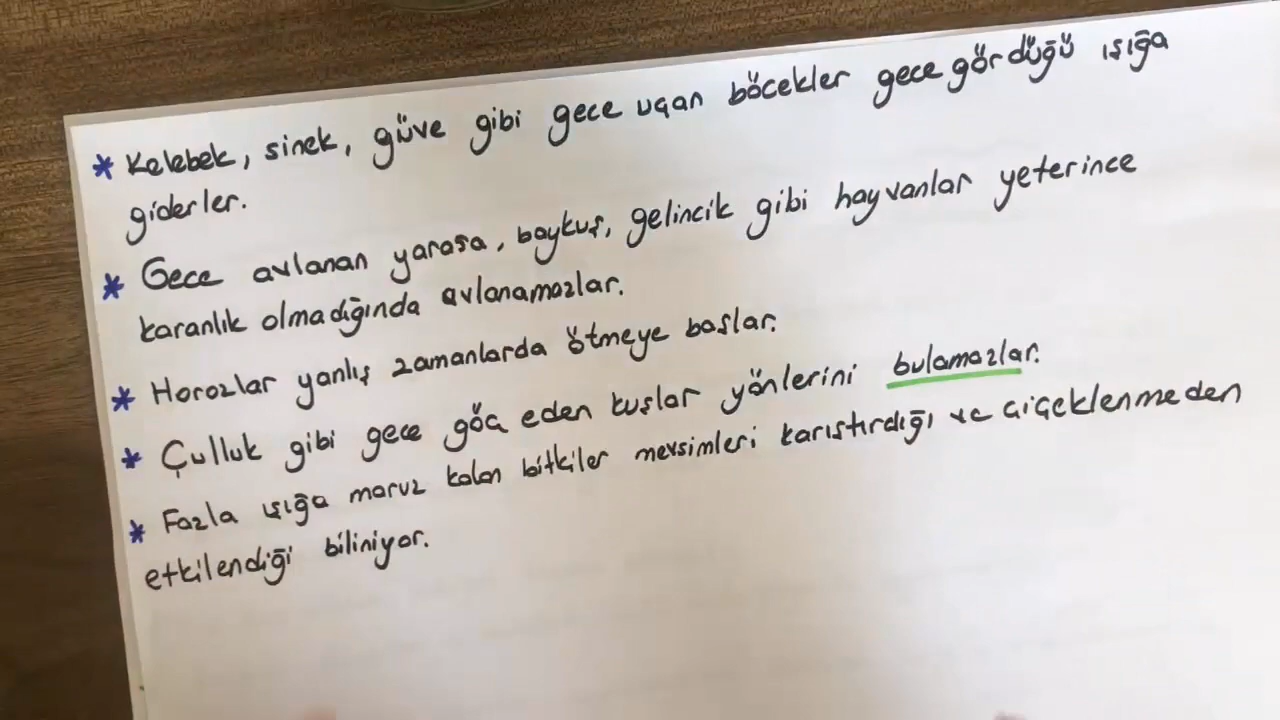 * Kelebek, sinek, güve gibi gece uçan böcekler gece gördüğü ışığa
giderler.
* Gece avlanan yarasa, baykuş, gelincik gibi hayvanlar yeterince
karanlık olmadığında avlanamazlar.
* Horozlar yanlış zamanlarda ötmeye başlar.
* Çulluk gibi gece göç eden kuşlar yönlerini bulamazlar.
* Fazla ışığa maruz kalan bitkiler mevsimleri karıştırdığı ve çiçeklenmeden
etkilendiği biliniyor.